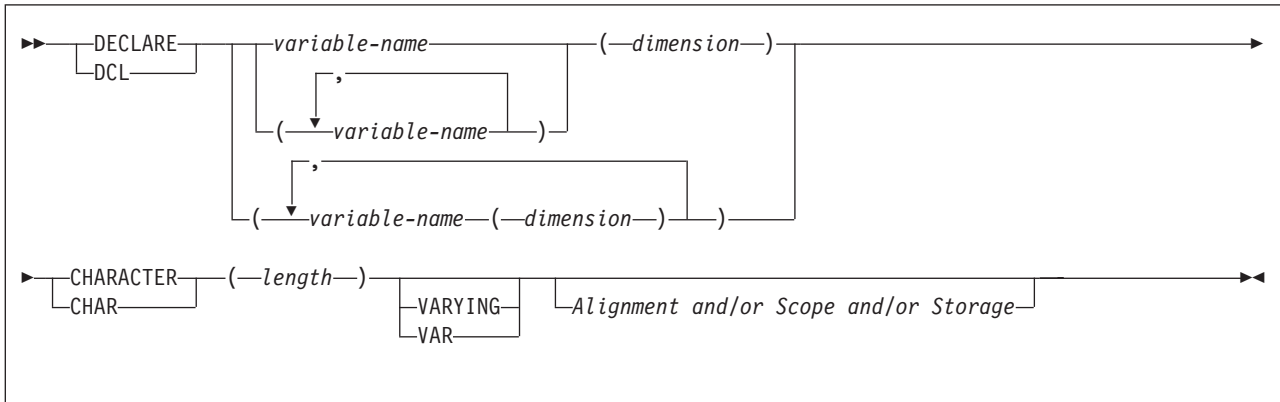 DECLARE variable-name ( dimension )
DCL
,
( variable-name )
,
( variable-name ( dimension ) )
CHARACTER ( length )
CHAR
VARYING
VAR
Alignment and/or Scope and/or Storage